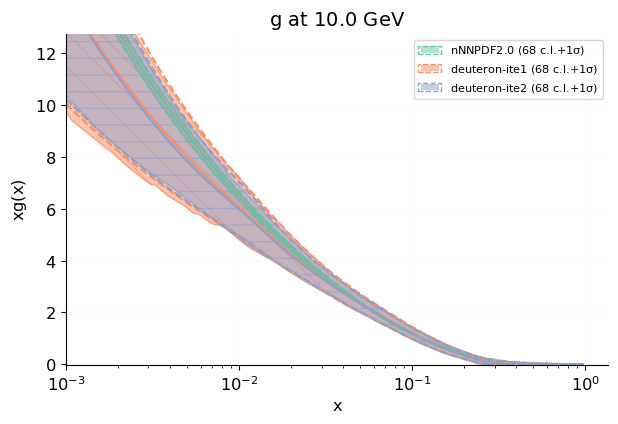 g at 10.0 GeV
nNNPDF2.0 (68 c.l.+1σ)
deuteron-ite1 (68 c.l.+1σ)
deuteron-ite2 (68 c.l.+1σ)
xg(x)
12
10
8
6
4
2
0
10⁻³ 10⁻² 10⁻¹ 10⁰
x